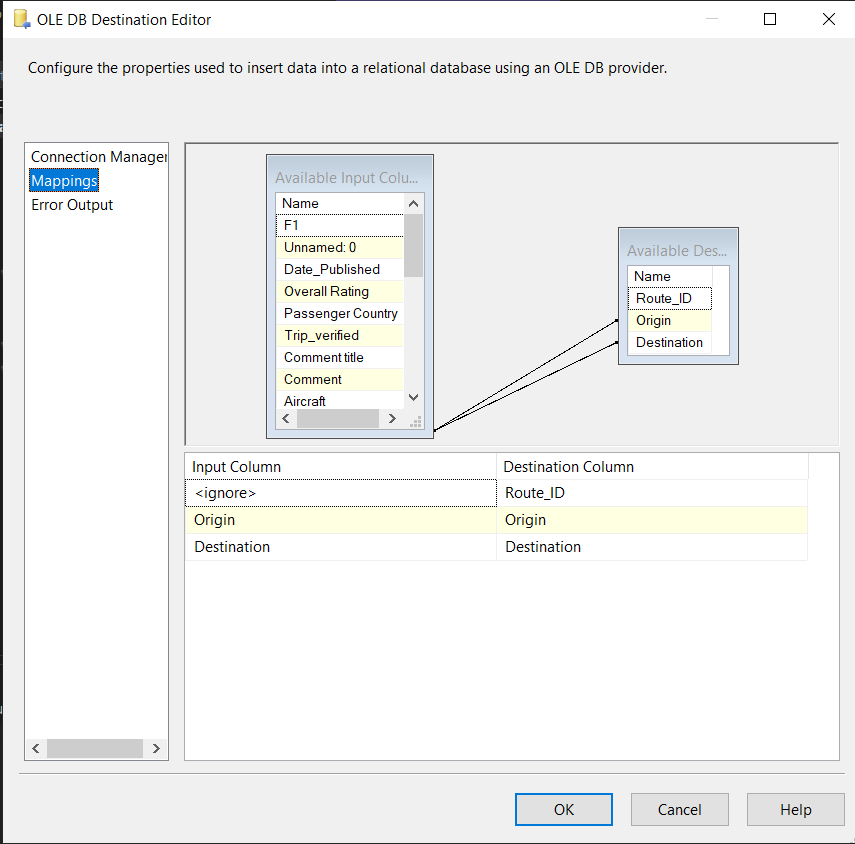 OLE DB Destination Editor
Configure the properties used to insert data into a relational database using an OLE DB provider.
Connection Manager
Mappings
Error Output
Available Input Colu...
Name
F1
Unnamed: 0
Date_Published
Overall Rating
Passenger Country
Trip_verified
Comment title
Comment
Aircraft
Available Des...
Name
Route_ID
Origin
Destination
Input Column Destination Column
<ignore> Route_ID
Origin Origin
Destination Destination
OK Cancel Help